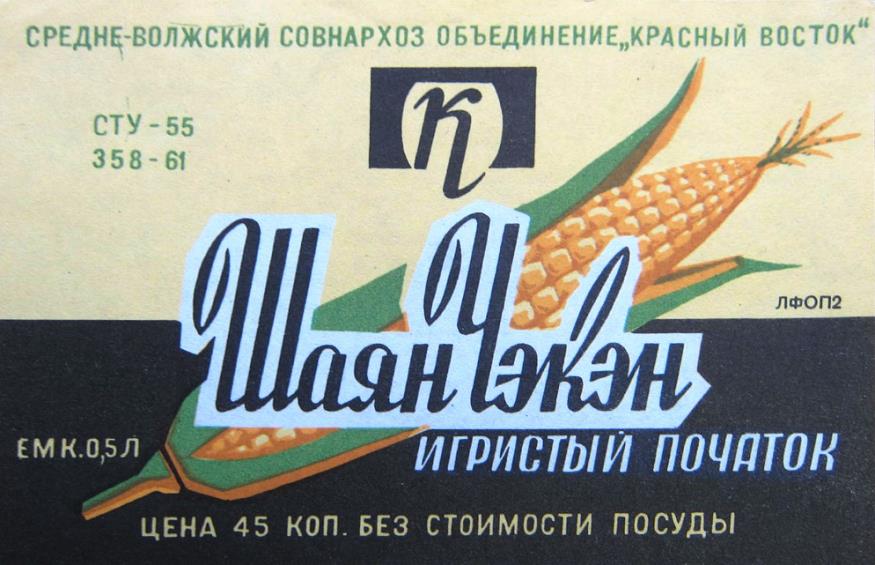 СРЕДНЕ-ВОЛЖСКИЙ СОВНАРХОЗ ОБЪЕДИНЕНИЕ „КРАСНЫЙ ВОСТОК“
К
СТУ - 55
358 - 61
Шаян Чэкэн
ЛФОП2
ИГРИСТЫЙ ПОЧАТОК
ЕМК. 0,5 Л
ЦЕНА 45 КОП. БЕЗ СТОИМОСТИ ПОСУДЫ